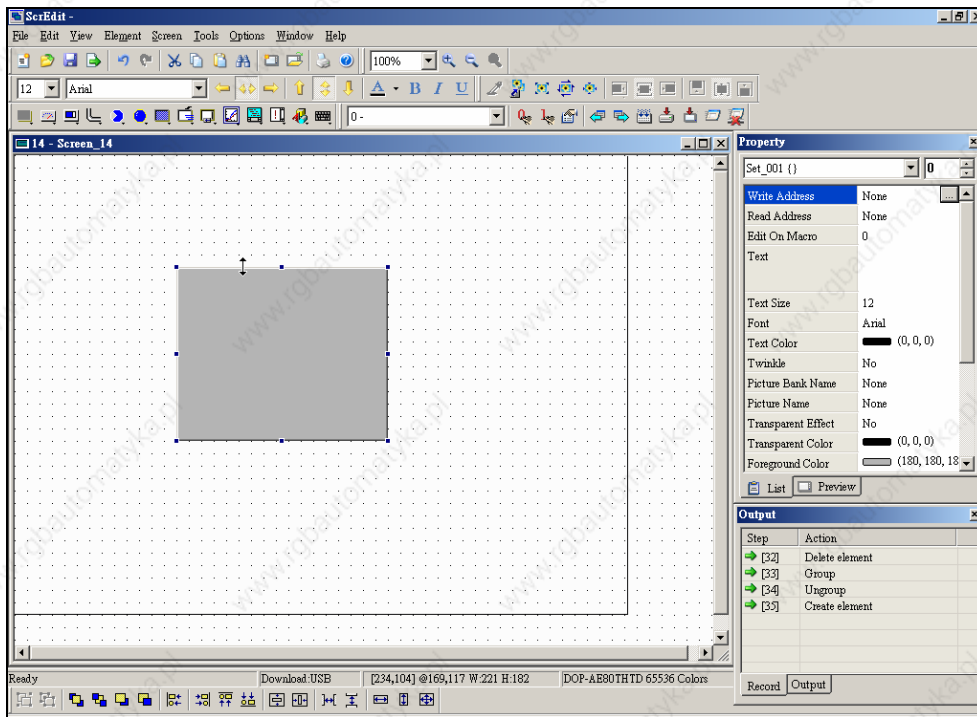 ScrEdit -
File Edit View Element Screen Tools Options Window Help
100%
12 Arial A B I U
0 -
14 - Screen_14
Property
Set_001 {} 0
Write Address None ...
Read Address None
Edit On Macro 0
Text
Text Size 12
Font Arial
Text Color (0, 0, 0)
Twinkle No
Picture Bank Name None
Picture Name None
Transparent Effect No
Transparent Color (0, 0, 0)
Foreground Color (180, 180, 18
List Preview
Output
Step Action
[32] Delete element
[33] Group
[34] Ungroup
[35] Create element
Record Output
Ready Download:USB [234,104] @169,117 W:221 H:182 DOP-AE80THTD 65536 Colors
www.rgbautomatyka.pl